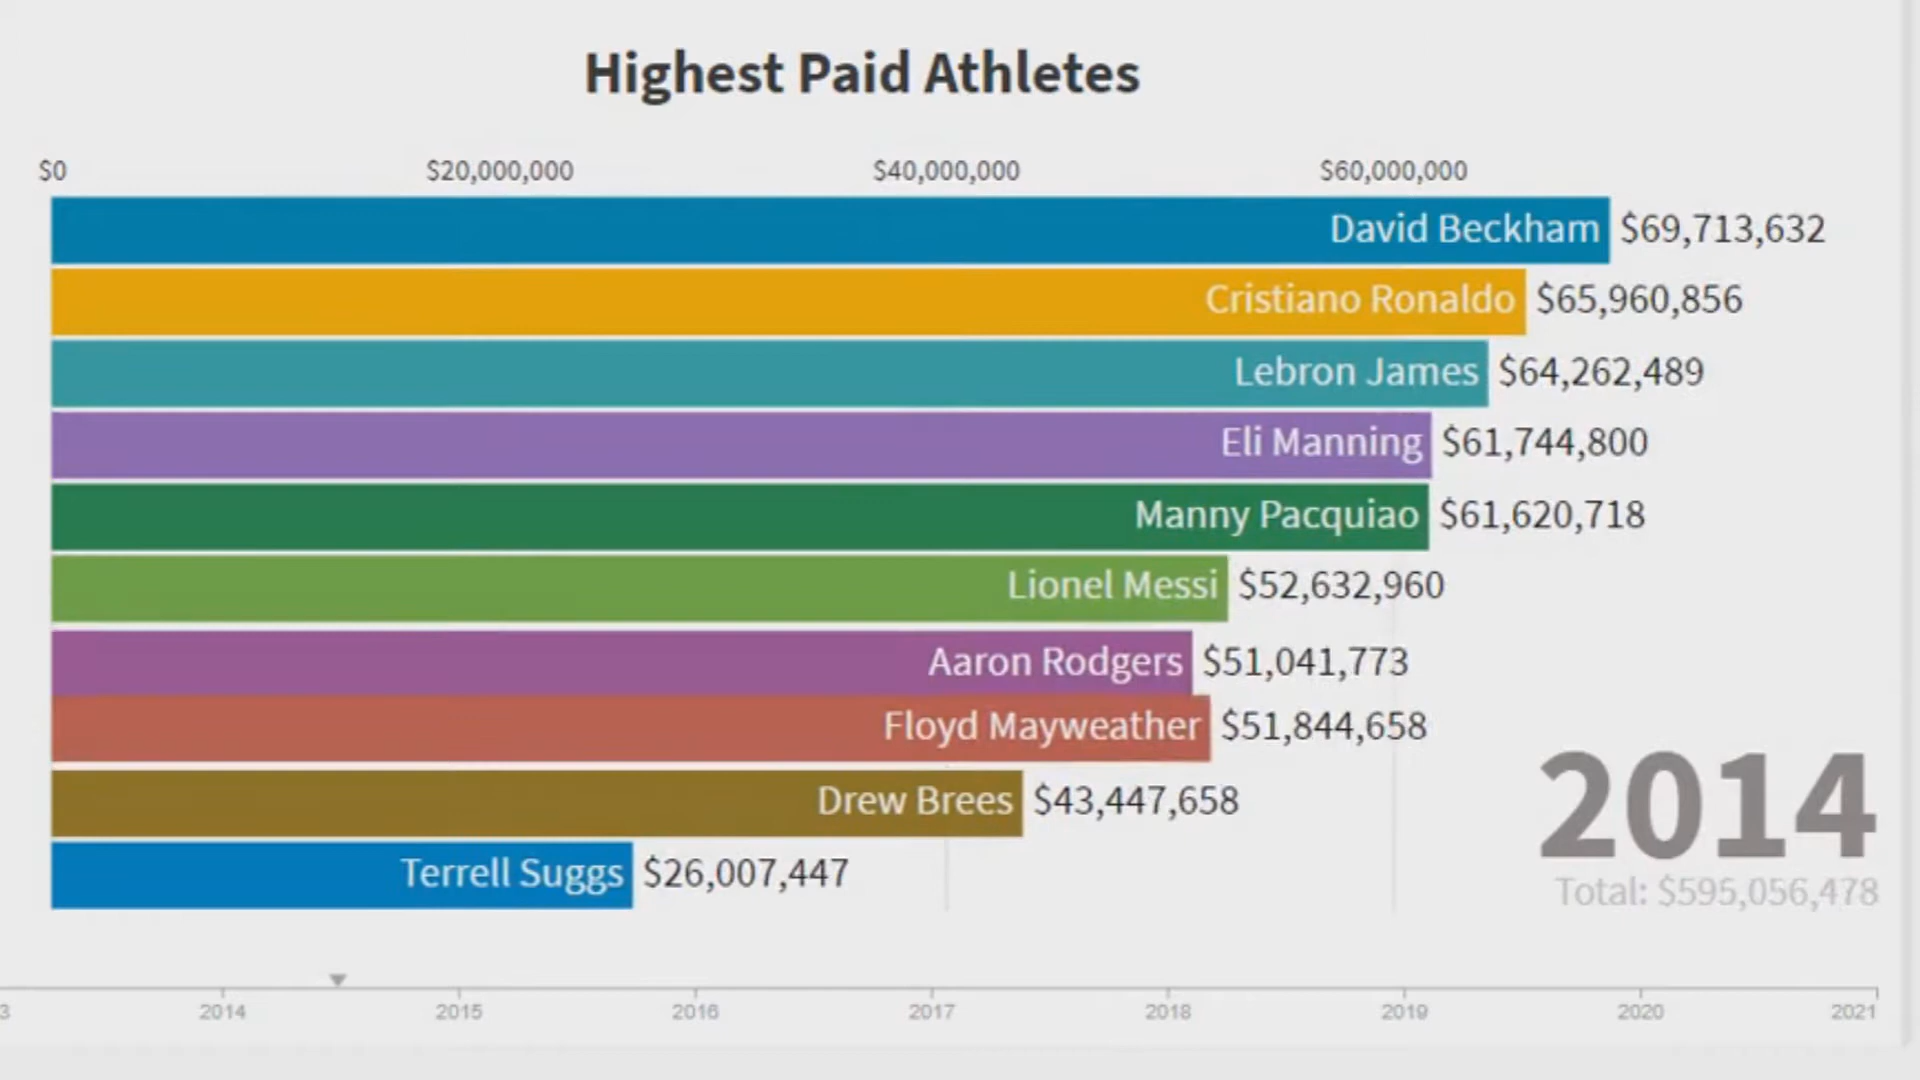 Highest Paid Athletes
$0 $20,000,000 $40,000,000 $60,000,000
David Beckham $69,713,632
Cristiano Ronaldo $65,960,856
Lebron James $64,262,489
Eli Manning $61,744,800
Manny Pacquiao $61,620,718
Lionel Messi $52,632,960
Aaron Rodgers $51,041,773
Floyd Mayweather $51,844,658
Drew Brees $43,447,658
Terrell Suggs $26,007,447
2014
Total: $595,056,478
3 2014 2015 2016 2017 2018 2019 2020 2021